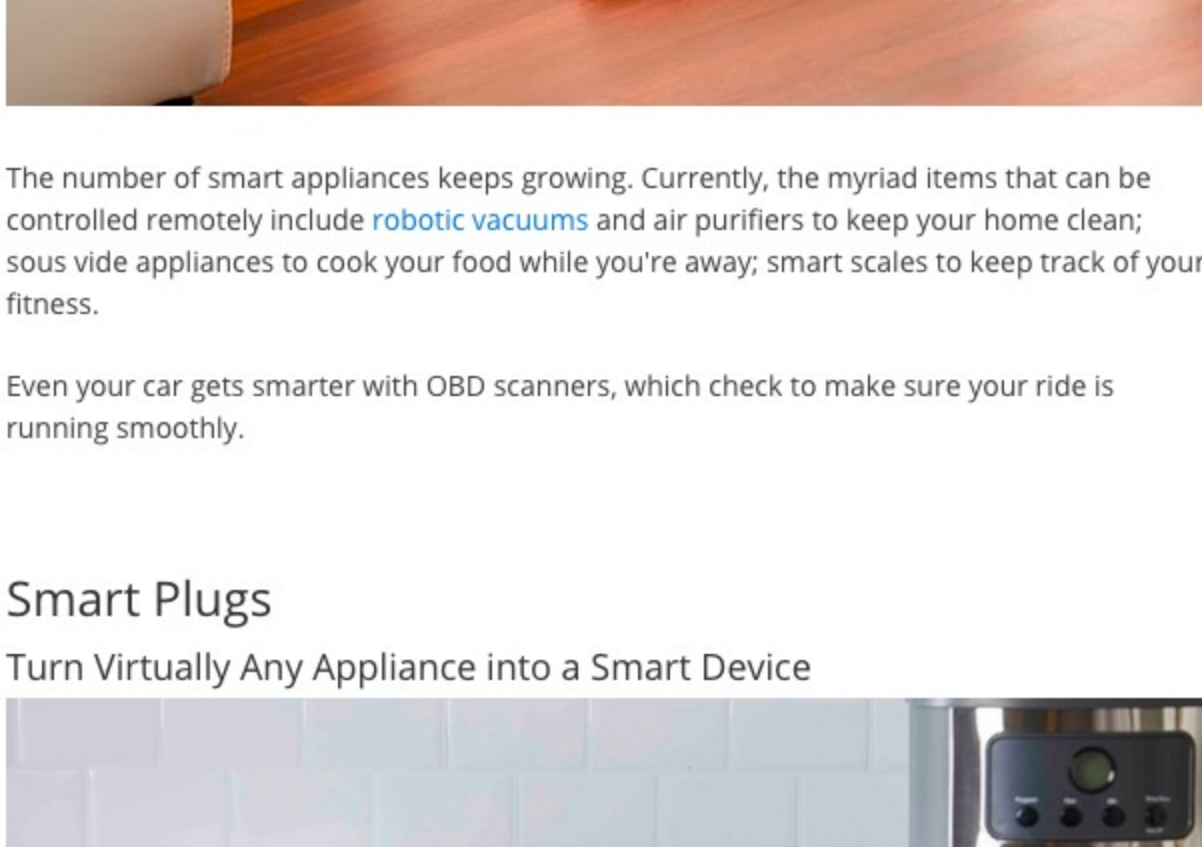 The number of smart appliances keeps growing. Currently, the myriad items that can be
controlled remotely include robotic vacuums and air purifiers to keep your home clean;
sous vide appliances to cook your food while you're away; smart scales to keep track of your
fitness.
Even your car gets smarter with OBD scanners, which check to make sure your ride is
running smoothly.
Smart Plugs
Turn Virtually Any Appliance into a Smart Device